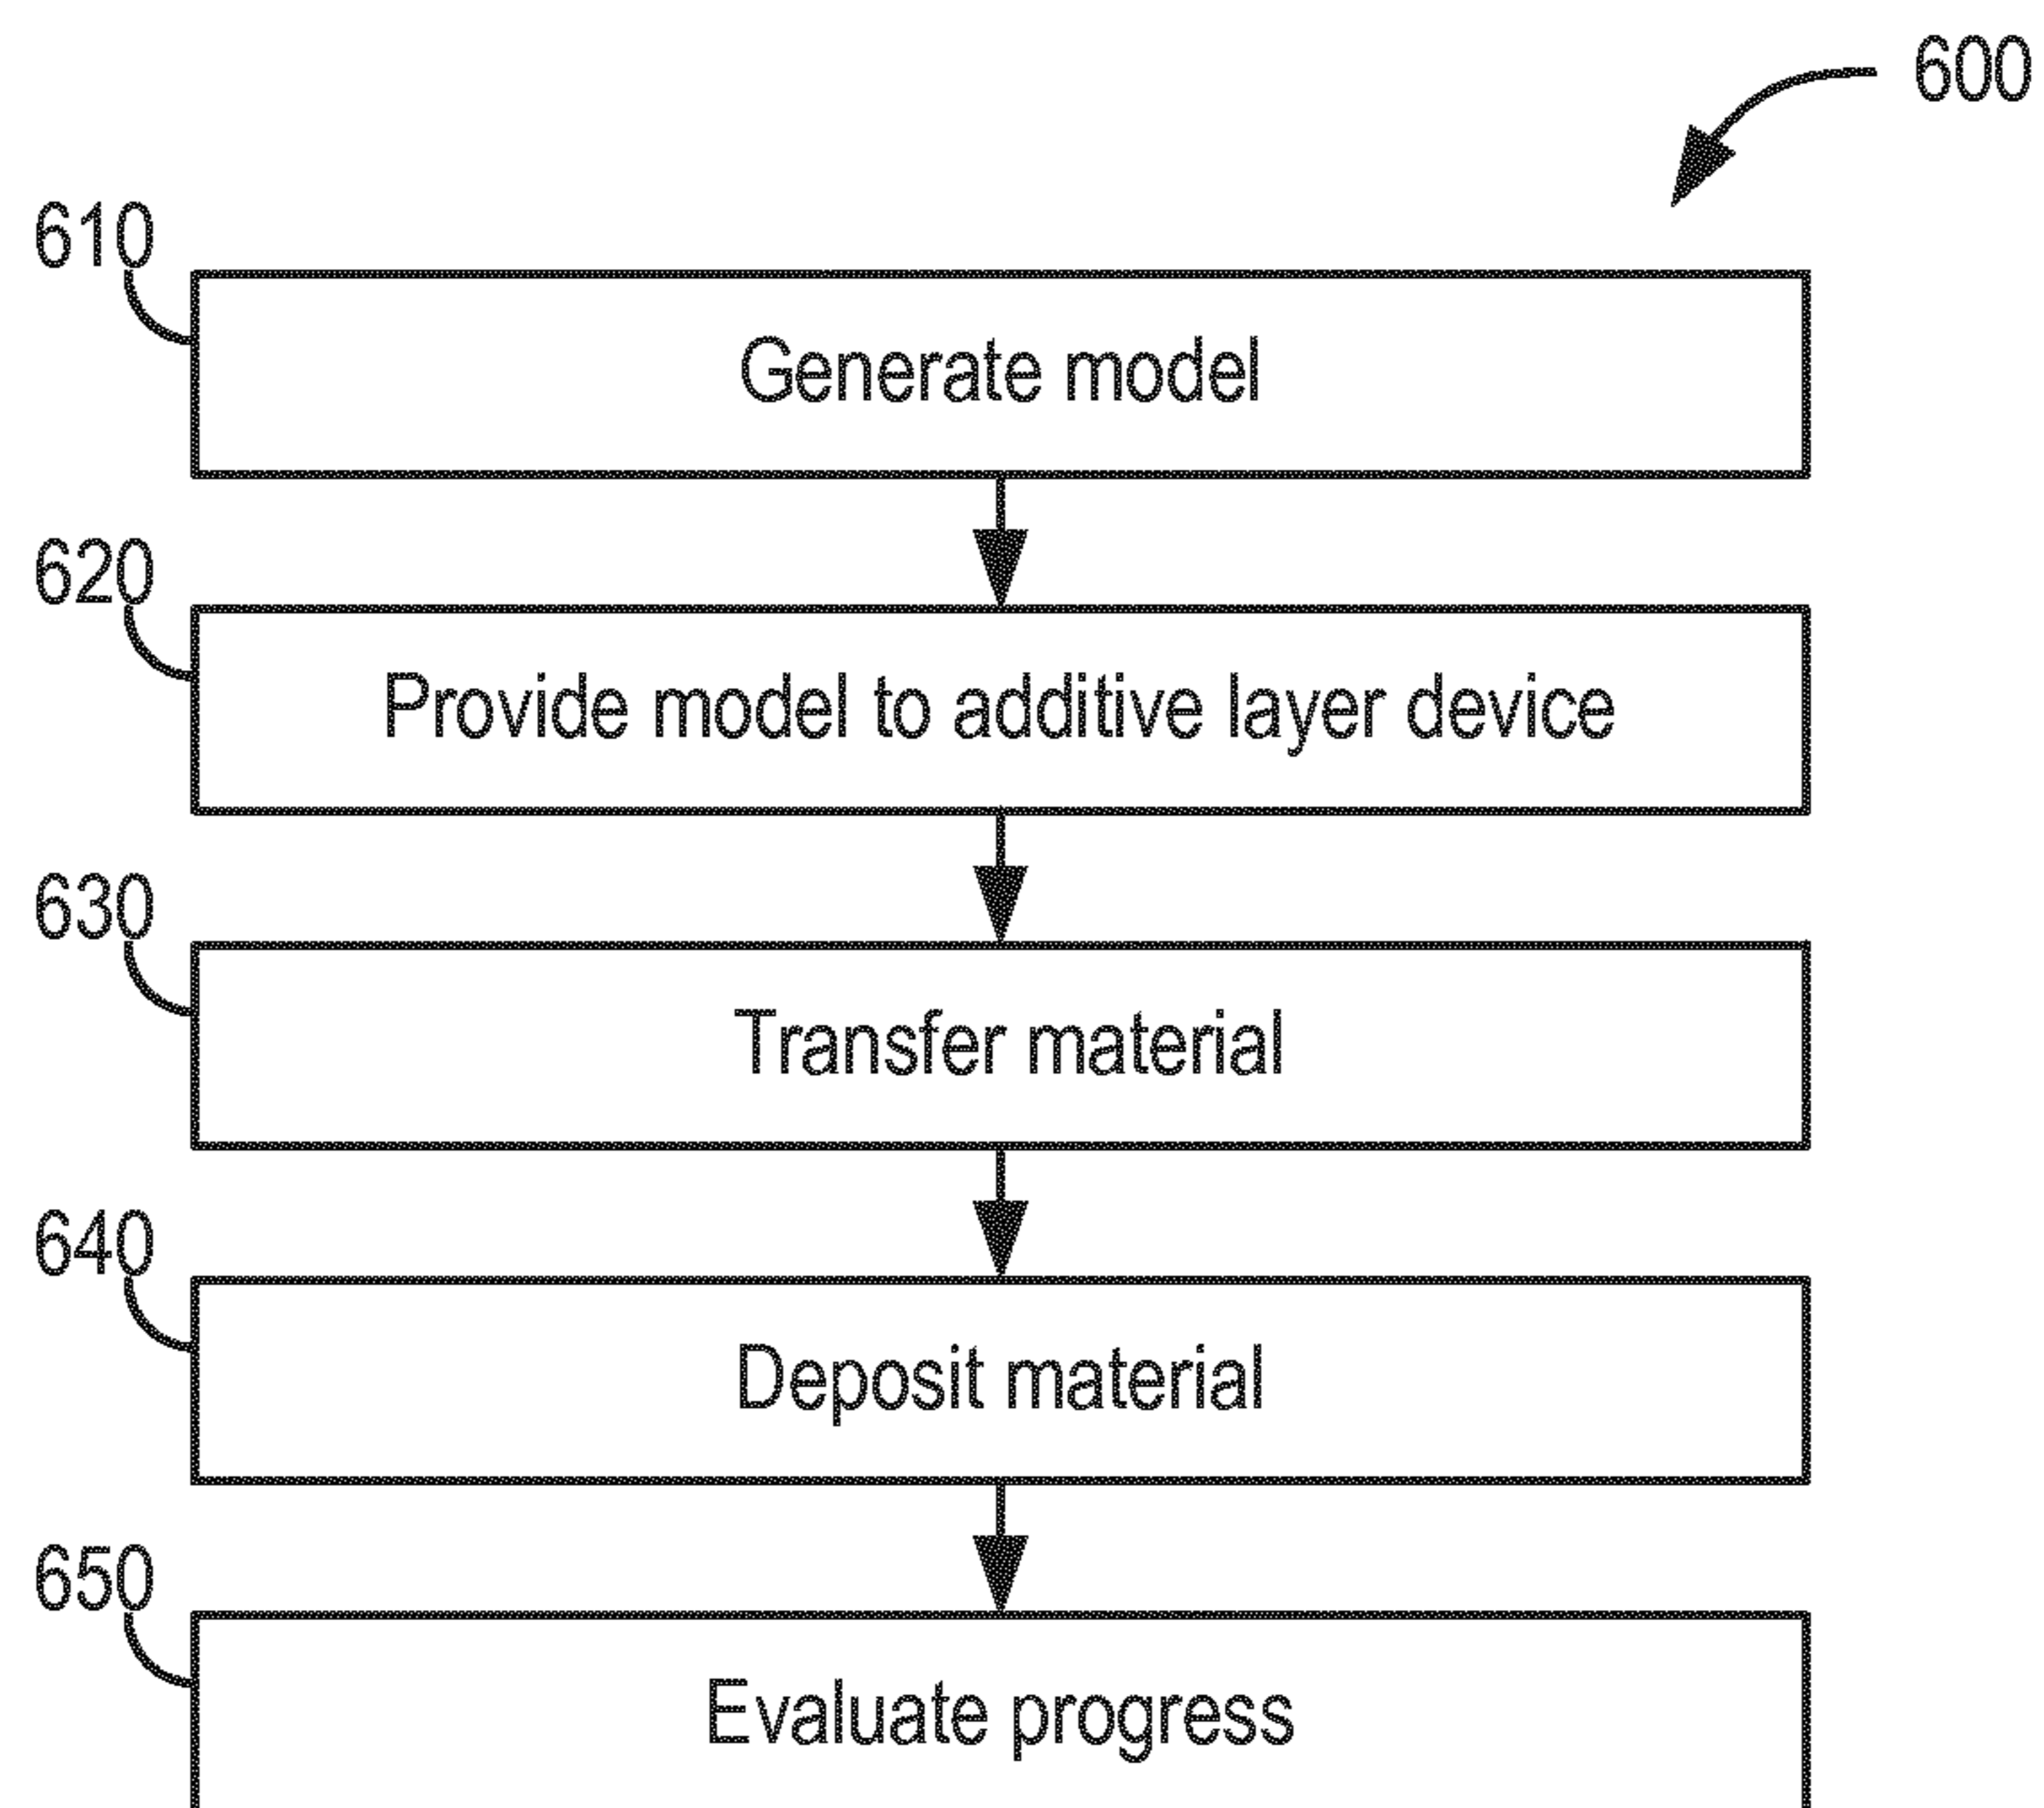 600
610
Generate model
620
Provide model to additive layer device
630
Transfer material
640
Deposit material
650
Evaluate progress